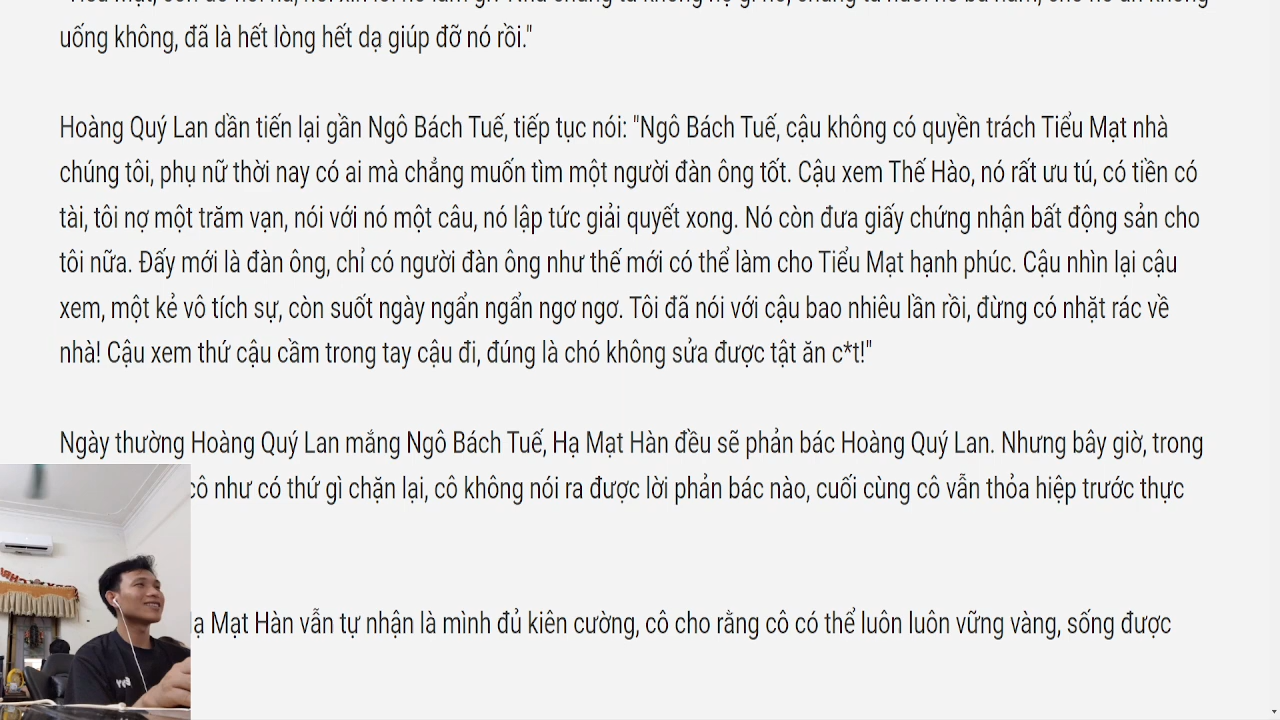 uống không, đã là hết lòng hết dạ giúp đỡ nó rồi."
Hoàng Quý Lan dần tiến lại gần Ngô Bách Tuế, tiếp tục nói: "Ngô Bách Tuế, cậu không có quyền trách Tiểu Mạt nhà
chúng tôi, phụ nữ thời nay có ai mà chẳng muốn tìm một người đàn ông tốt. Cậu xem Thế Hào, nó rất ưu tú, có tiền có
tài, tôi nợ một trăm vạn, nói với nó một câu, nó lập tức giải quyết xong. Nó còn đưa giấy chứng nhận bất động sản cho
tôi nữa. Đấy mới là đàn ông, chỉ có người đàn ông như thế mới có thể làm cho Tiểu Mạt hạnh phúc. Cậu nhìn lại cậu
xem, một kẻ vô tích sự, còn suốt ngày ngẩn ngẩn ngơ ngơ. Tôi đã nói với cậu bao nhiêu lần rồi, đừng có nhặt rác về
nhà! Cậu xem thứ cậu cầm trong tay cậu đi, đúng là chó không sửa được tật ăn c*t!"
Ngày thường Hoàng Quý Lan mắng Ngô Bách Tuế, Hạ Mạt Hàn đều sẽ phản bác Hoàng Quý Lan. Nhưng bây giờ, trong
cô như có thứ gì chặn lại, cô không nói ra được lời phản bác nào, cuối cùng cô vẫn thỏa hiệp trước thực
Mạt Hàn vẫn tự nhận là mình đủ kiên cường, cô cho rằng cô có thể luôn luôn vững vàng, sống được